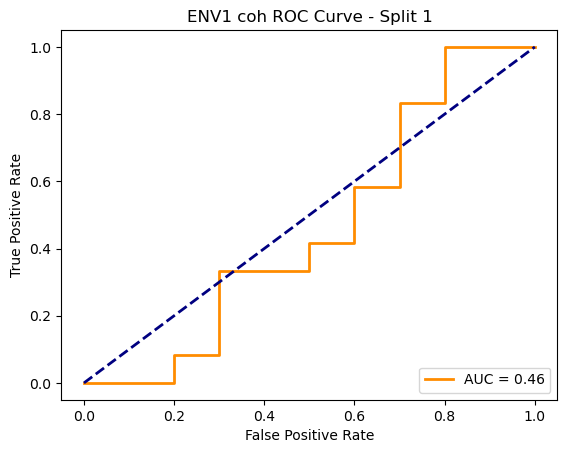 ENV1 coh ROC Curve - Split 1
True Positive Rate
1.0
0.8
0.6
0.4
0.2
0.0
AUC = 0.46
0.0 0.2 0.4 0.6 0.8 1.0
False Positive Rate